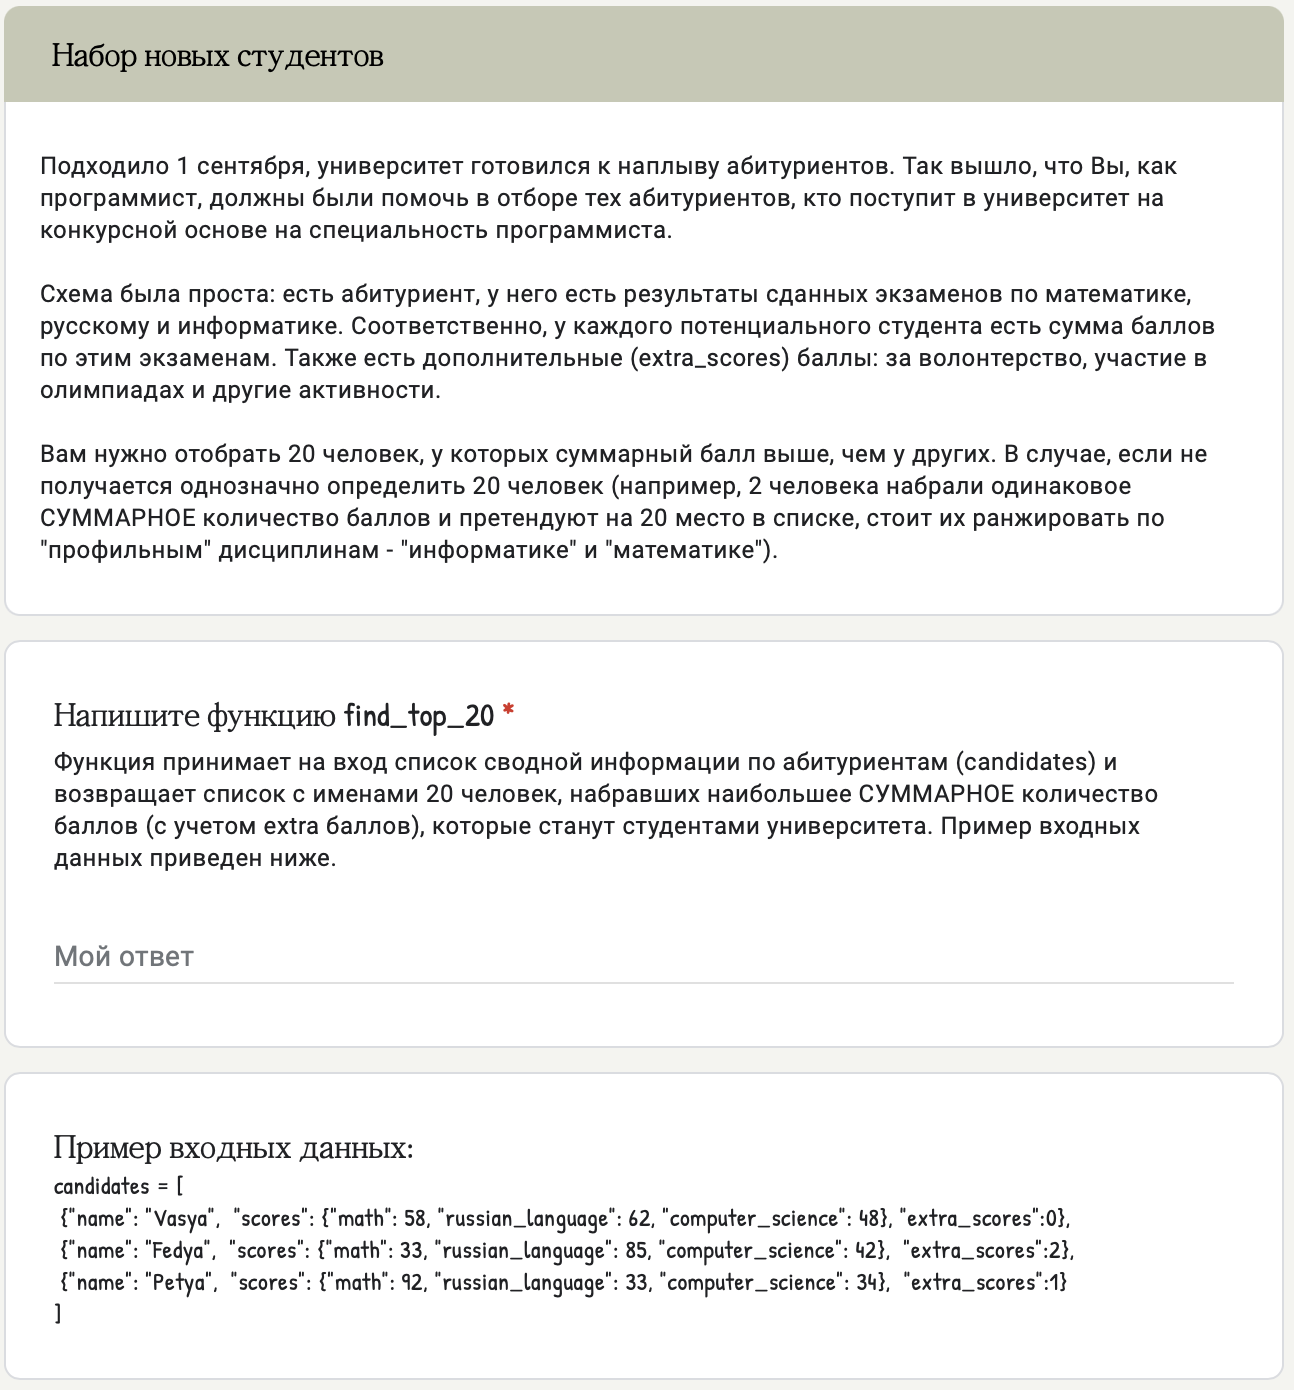 Набор новых студентов
Подходило 1 сентября, университет готовился к наплыву абитуриентов. Так вышло, что Вы, как
программист, должны были помочь в отборе тех абитуриентов, кто поступит в университет на
конкурсной основе на специальность программиста.
Схема была проста: есть абитуриент, у него есть результаты сданных экзаменов по математике,
русскому и информатике. Соответственно, у каждого потенциального студента есть сумма баллов
по этим экзаменам. Также есть дополнительные (extra_scores) баллы: за волонтерство, участие в
олимпиадах и другие активности.
Вам нужно отобрать 20 человек, у которых суммарный балл выше, чем у других. В случае, если не
получается однозначно определить 20 человек (например, 2 человека набрали одинаковое
СУММАРНОЕ количество баллов и претендуют на 20 место в списке, стоит их ранжировать по
"профильным" дисциплинам - "информатике" и "математике").
Напишите функцию find_top_20 *
Функция принимает на вход список сводной информации по абитуриентам (candidates) и
возвращает список с именами 20 человек, набравших наибольшее СУММАРНОЕ количество
баллов (с учетом extra баллов), которые станут студентами университета. Пример входных
данных приведен ниже.
Мой ответ
Пример входных данных:
candidates = [
{"name": "Vasya", "scores": {"math": 58, "russian_language": 62, "computer_science": 48}, "extra_scores":0},
{"name": "Fedya", "scores": {"math": 33, "russian_language": 85, "computer_science": 42}, "extra_scores":2},
{"name": "Petya", "scores": {"math": 92, "russian_language": 33, "computer_science": 34}, "extra_scores":1}
]